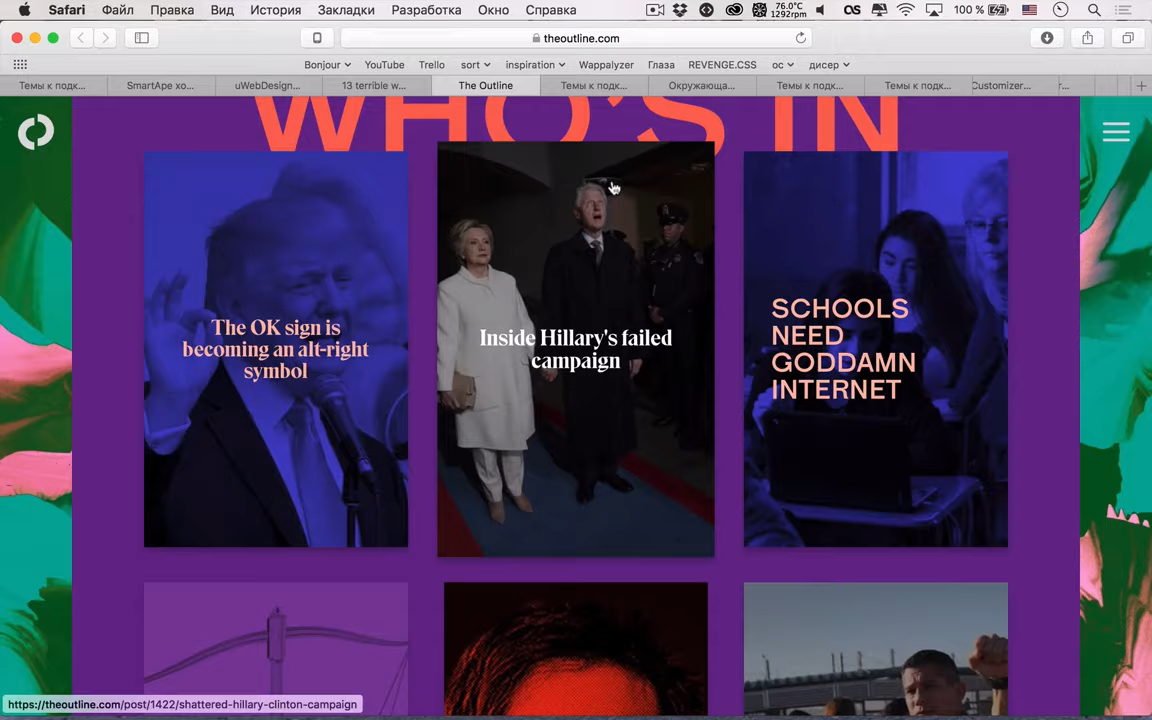 Safari Файл Правка Вид История Закладки Разработка Окно Справка 76.0°C 1292rpm 100 %
theoutline.com
Bonjour YouTube Trello sort inspiration Wappalyzer Глаза REVENGE.CSS ос дисер
Темы к подк... SmartApe хо... uWebDesign... 13 terrible w... The Outline Темы к подк... Окружающа... Темы к подк... Темы к подк... Customizer...
WHO'S IN
The OK sign is
becoming an alt-right
symbol
Inside Hillary's failed
campaign
SCHOOLS
NEED
GODDAMN
INTERNET
https://theoutline.com/post/1422/shattered-hillary-clinton-campaign